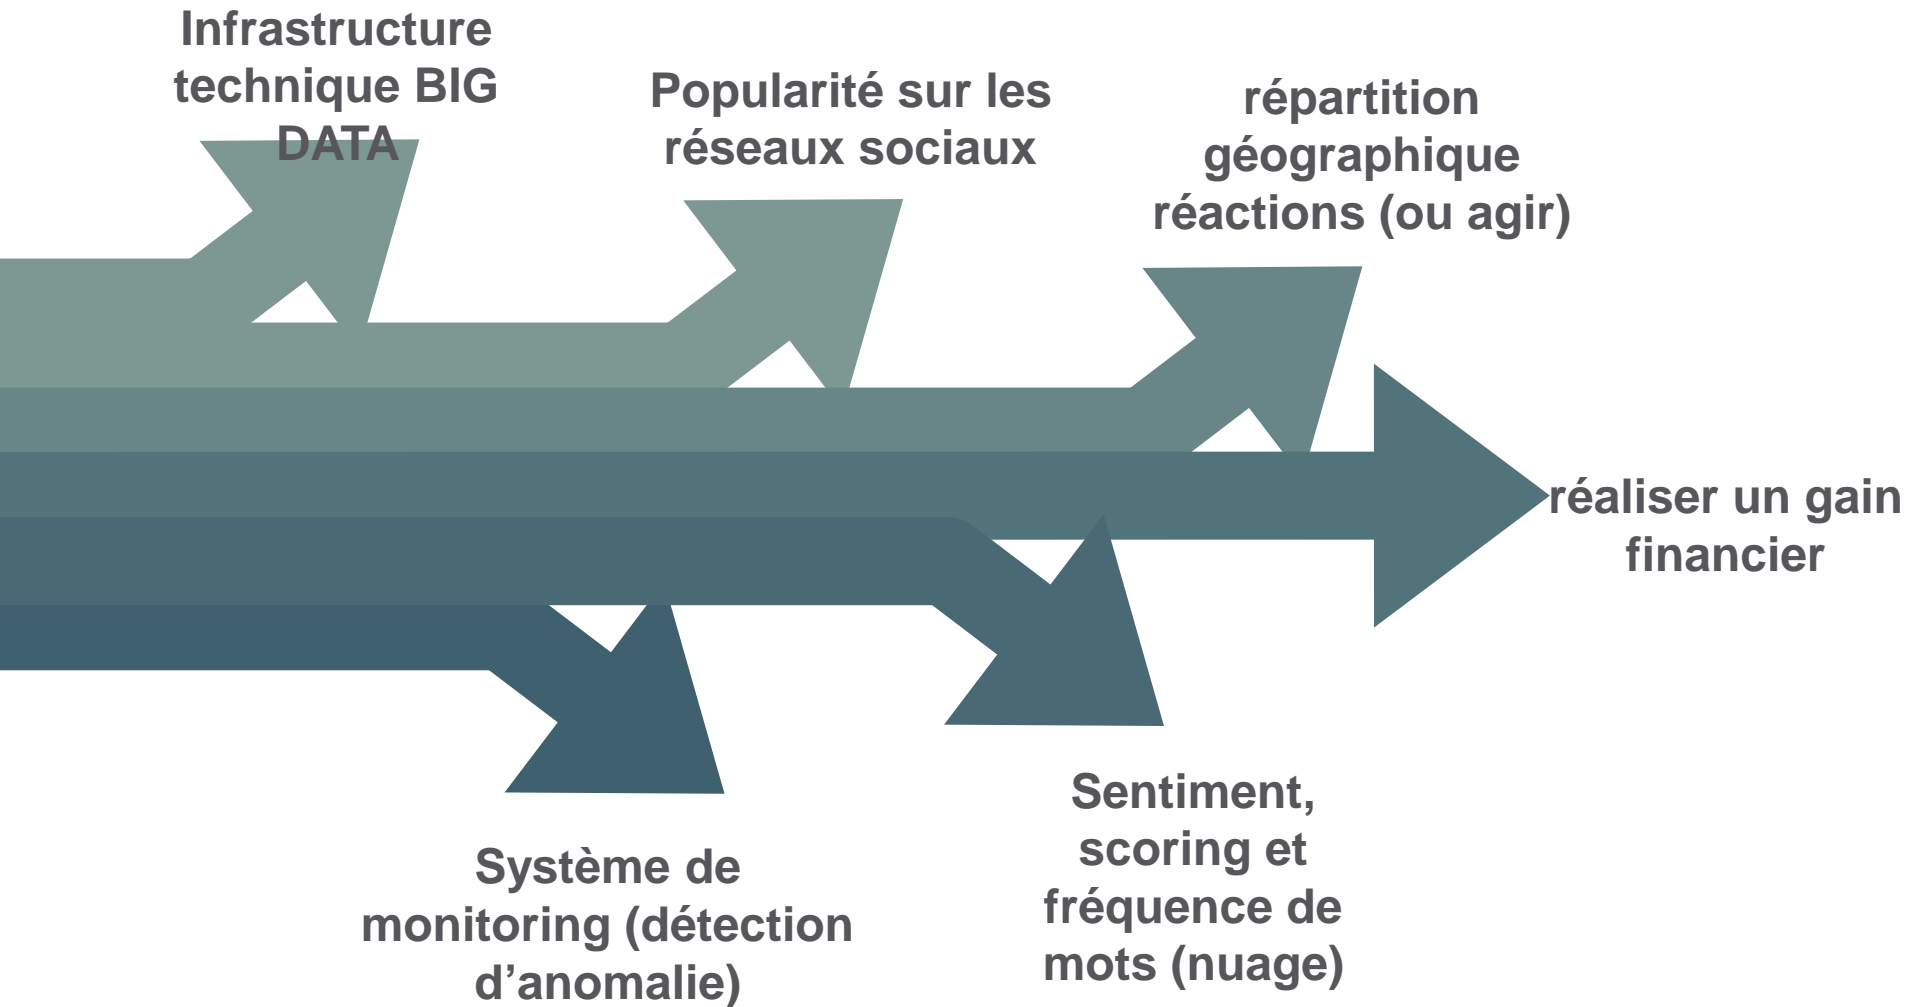 Infrastructure
technique BIG
DATA
Popularité sur les
réseaux sociaux
répartition
géographique
réactions (ou agir)
réaliser un gain
financier
Système de
monitoring (détection
d’anomalie)
Sentiment,
scoring et
fréquence de
mots (nuage)